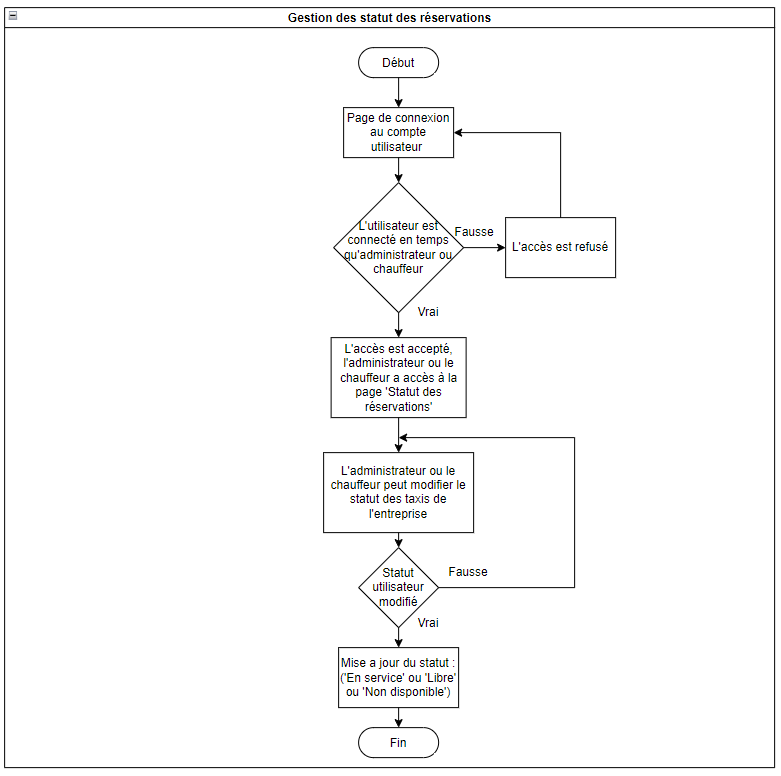 Gestion des statut des réservations
Début
Page de connexion
au compte
utilisateur
L'utilisateur est
connecté en temps
qu'administrateur ou
chauffeur
Fausse
L'accès est refusé
Vrai
L'accès est accepté,
l'administrateur ou le
chauffeur a accès à la
page 'Statut des
réservations'
L'administrateur ou le
chauffeur peut modifier le
statut des taxis de
l'entreprise
Statut
utilisateur
modifié
Fausse
Vrai
Mise a jour du statut :
('En service' ou 'Libre'
ou 'Non disponible')
Fin